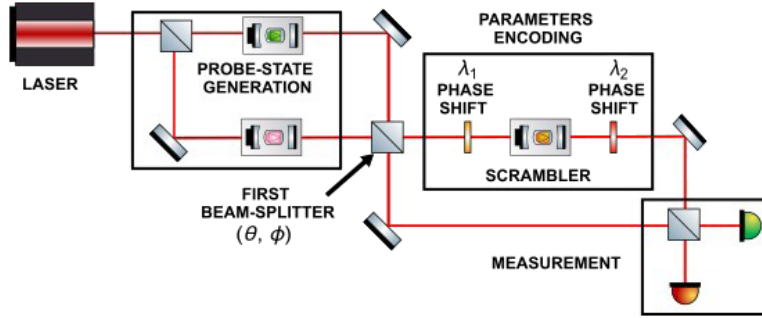 LASER
PROBE-STATE
GENERATION
FIRST
BEAM-SPLITTER
(θ, ϕ)
PARAMETERS
ENCODING
λ₁
PHASE
SHIFT
λ₂
PHASE
SHIFT
SCRAMBLER
MEASUREMENT